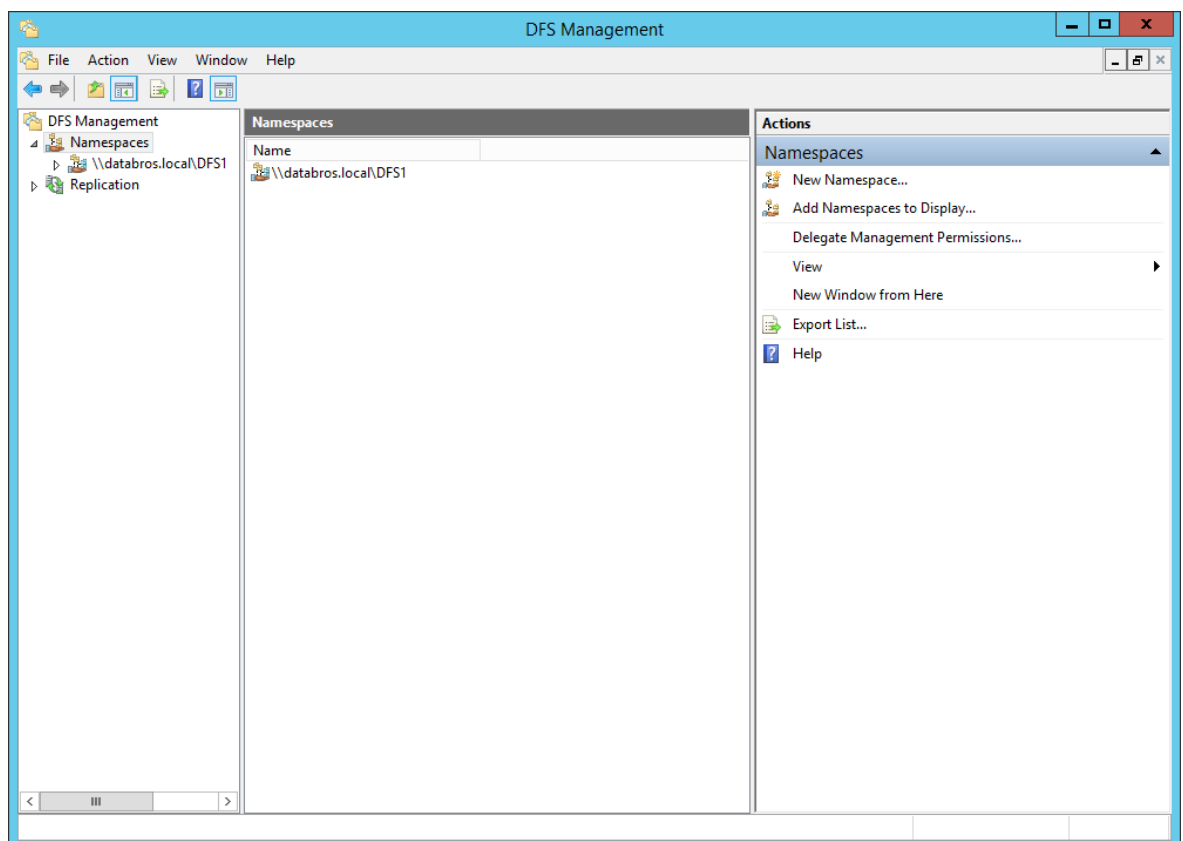 DFS Management
File Action View Window Help
DFS Management
Namespaces
\\databros.local\DFS1
Replication
Namespaces
Name
\\databros.local\DFS1
Actions
Namespaces
New Namespace...
Add Namespaces to Display...
Delegate Management Permissions...
View
New Window from Here
Export List...
Help